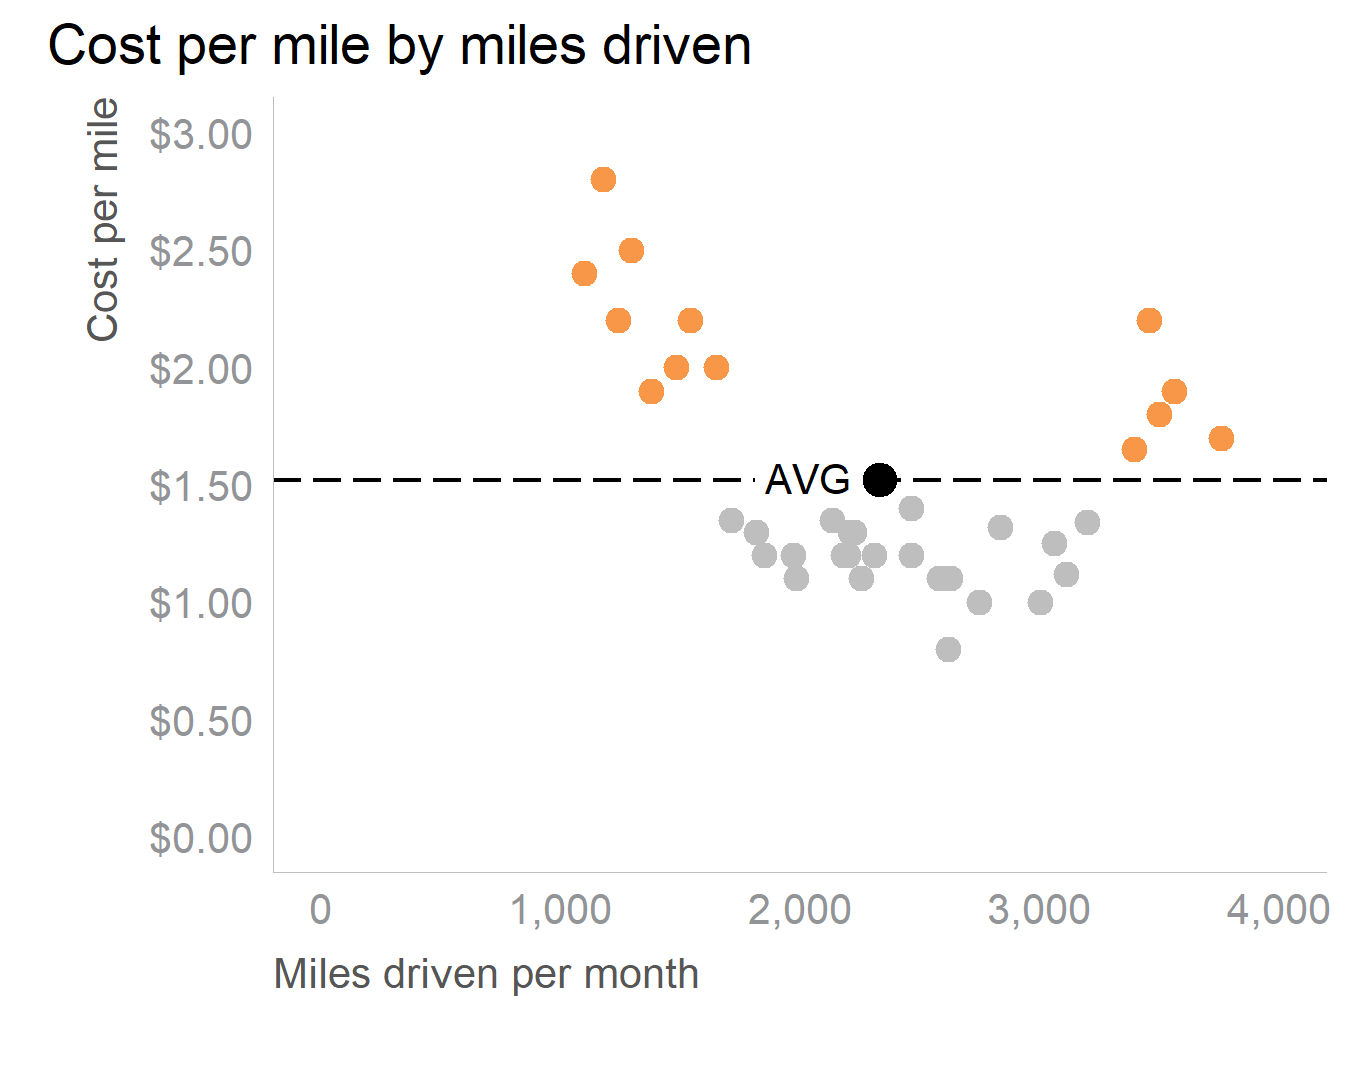 Cost per mile by miles driven
Cost per mile
$3.00
$2.50
$2.00
$1.50
$1.00
$0.50
$0.00
AVG
0 1,000 2,000 3,000 4,000
Miles driven per month